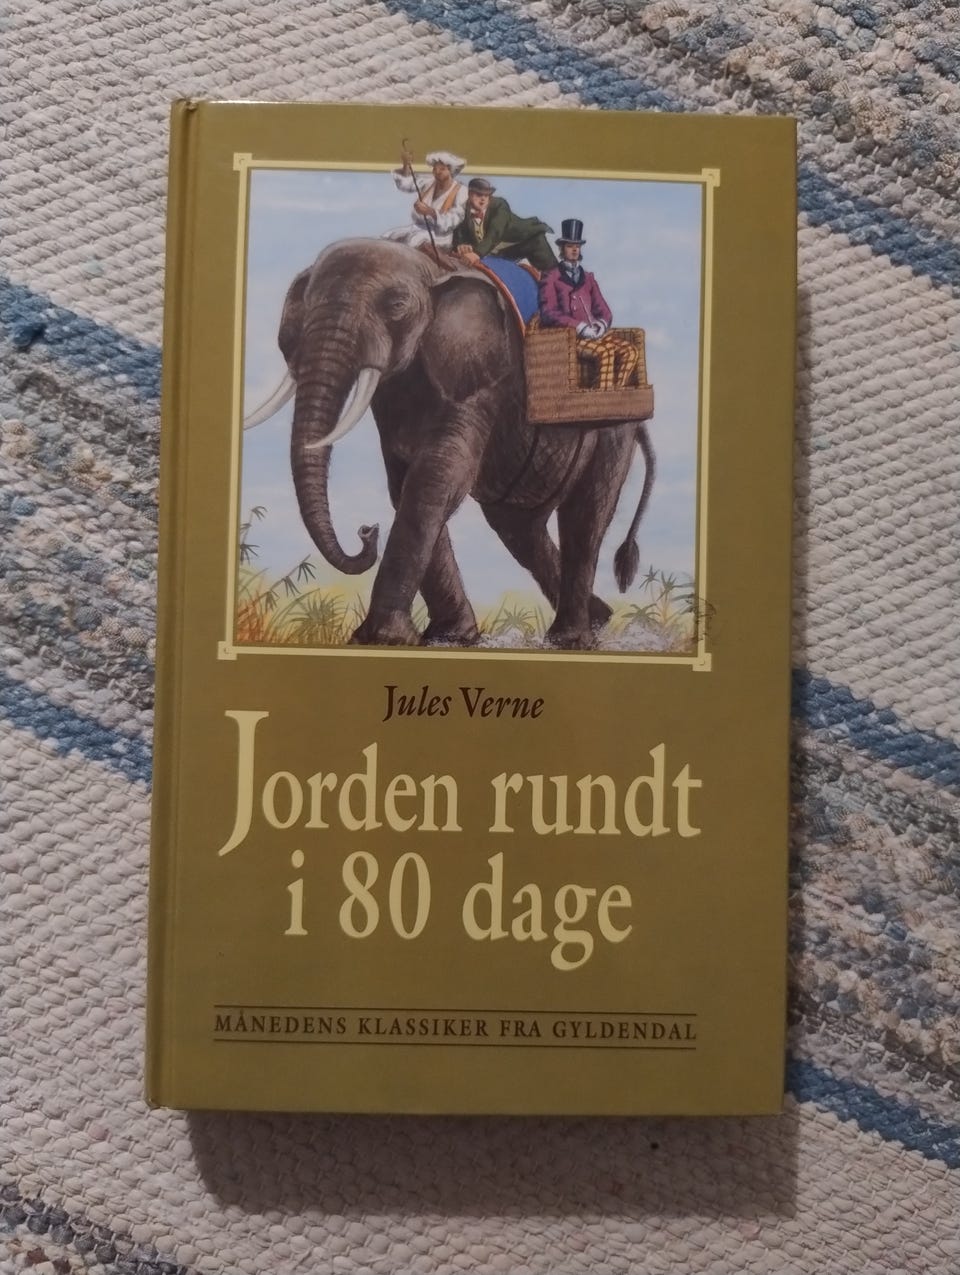 Jules Verne
Jorden rundt
i 80 dage
MÅNEDENS KLASSIKER FRA GYLDENDAL